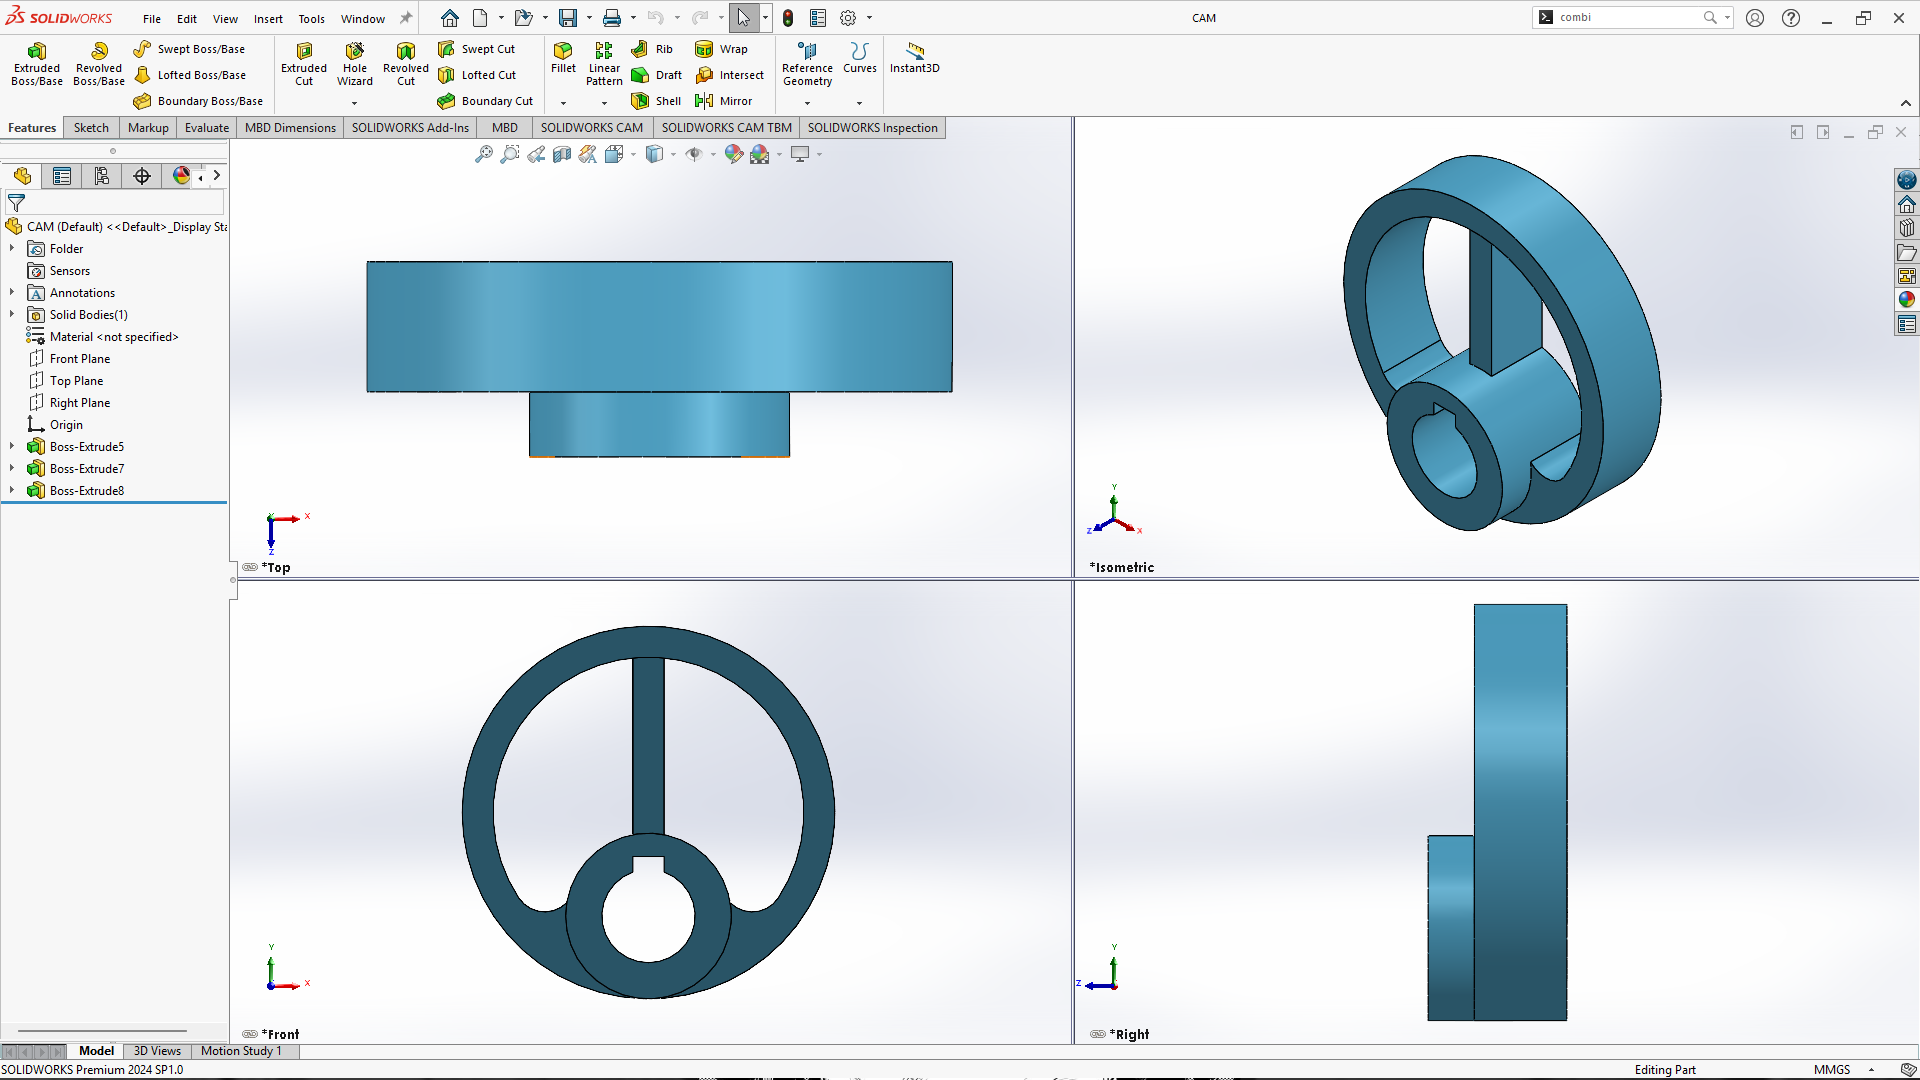 SOLIDWORKS File Edit View Insert Tools Window CAM combi
Extruded Boss/Base
Revolved Boss/Base
Swept Boss/Base
Lofted Boss/Base
Boundary Boss/Base
Extruded Cut
Hole Wizard
Revolved Cut
Swept Cut
Lofted Cut
Boundary Cut
Fillet
Linear Pattern
Rib
Draft
Shell
Wrap
Intersect
Mirror
Reference Geometry
Curves
Instant3D
Features Sketch Markup Evaluate MBD Dimensions SOLIDWORKS Add-Ins MBD SOLIDWORKS CAM SOLIDWORKS CAM TBM SOLIDWORKS Inspection
CAM (Default) <<Default>_Display Sta
Folder
Sensors
Annotations
Solid Bodies(1)
Material <not specified>
Front Plane
Top Plane
Right Plane
Origin
Boss-Extrude5
Boss-Extrude7
Boss-Extrude8
Y X
Z
*Top
Y
Z X
*Isometric
Y
X
*Front
Y
Z
*Right
Model 3D Views Motion Study 1
SOLIDWORKS Premium 2024 SP1.0 Editing Part MMGS